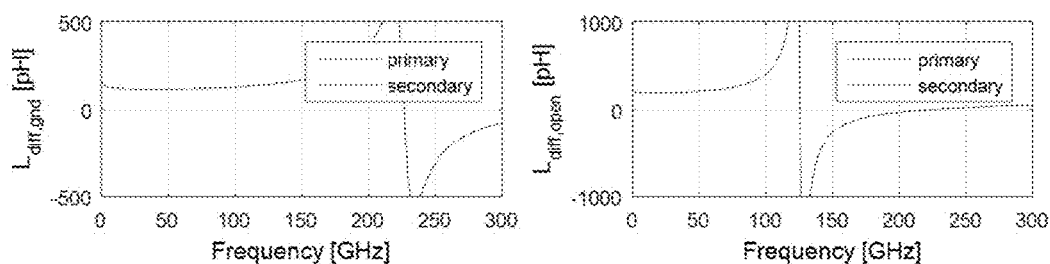 500
0
-500
L_diff,gnd [pH]
primary
secondary
0 50 100 150 200 250 300
Frequency [GHz]
1000
0
-1000
L_diff,open [pH]
primary
secondary
0 50 100 150 200 250 300
Frequency [GHz]